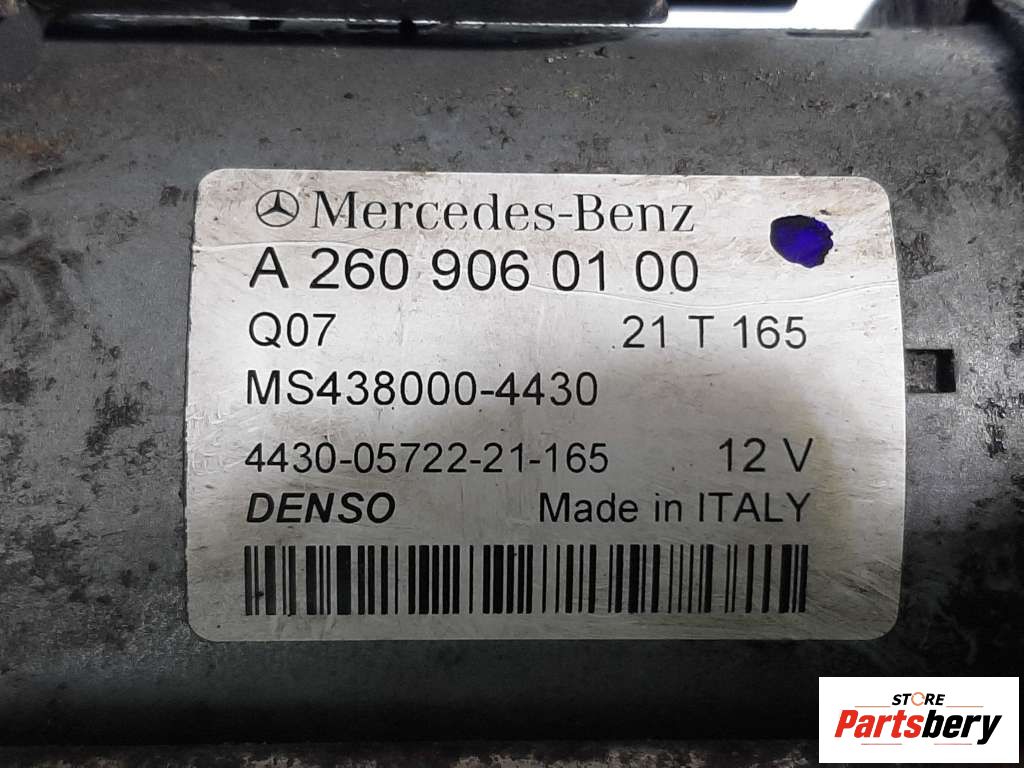 Mercedes-Benz
A 260 906 01 00
Q07 21 T 165
MS438000-4430
4430-05722-21-165 12 V
DENSO Made in ITALY
STORE
Partsbery